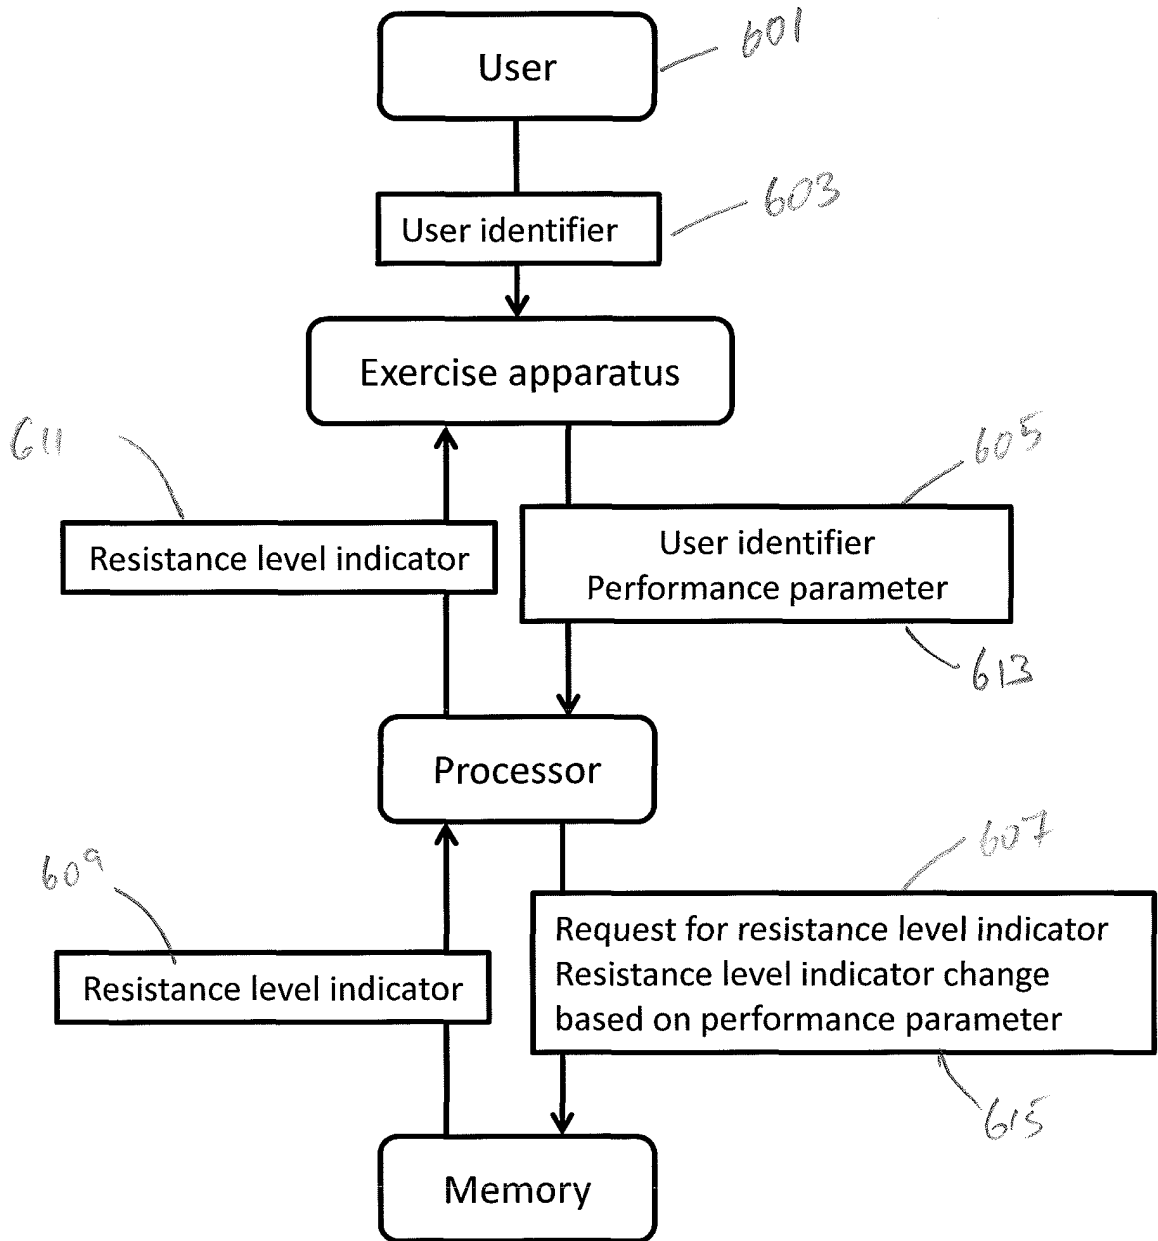 User
601
User identifier
603
Exercise apparatus
611
605
Resistance level indicator
User identifier
Performance parameter
613
Processor
607
609
Request for resistance level indicator
Resistance level indicator change
based on performance parameter
Resistance level indicator
615
Memory